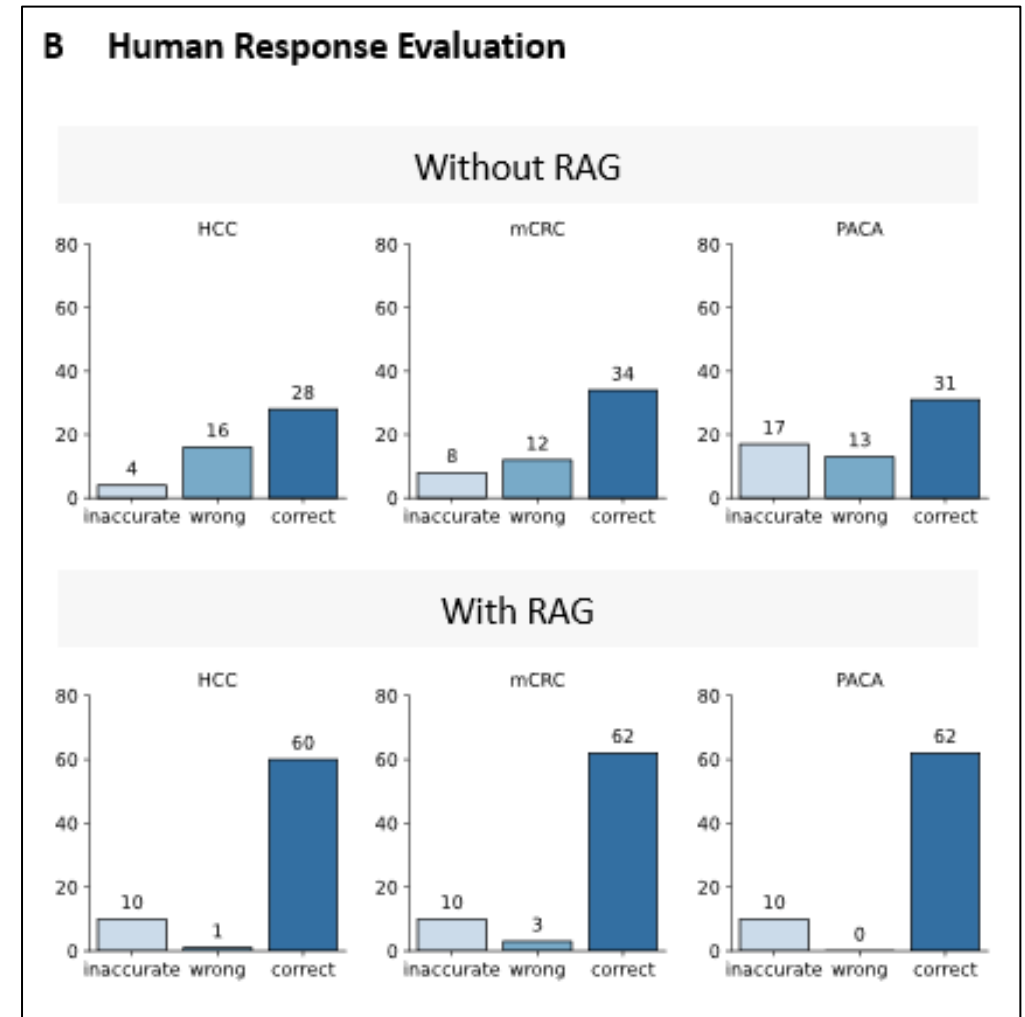 B Human Response Evaluation
Without RAG
HCC mCRC PACA
80 80 80
60 60 60
40 40 40
20 20 20
0 0 0
4 16 28 8 12 34 17 13 31
inaccurate wrong correct inaccurate wrong correct inaccurate wrong correct
With RAG
HCC mCRC PACA
80 80 80
60 60 60
40 40 40
20 20 20
0 0 0
10 1 60 10 3 62 10 0 62
inaccurate wrong correct inaccurate wrong correct inaccurate wrong correct